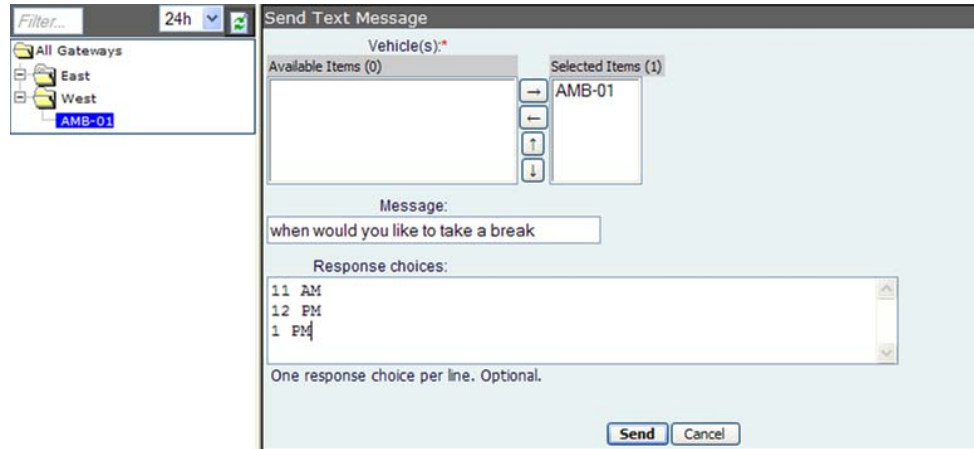 Filter...
24h
All Gateways
East
West
AMB-01
Send Text Message
Vehicle(s):*
Available Items (0)
Selected Items (1)
→
AMB-01
←
↑
↓
Message:
when would you like to take a break
Response choices:
11 AM
12 PM
1 PM
One response choice per line. Optional.
Send
Cancel